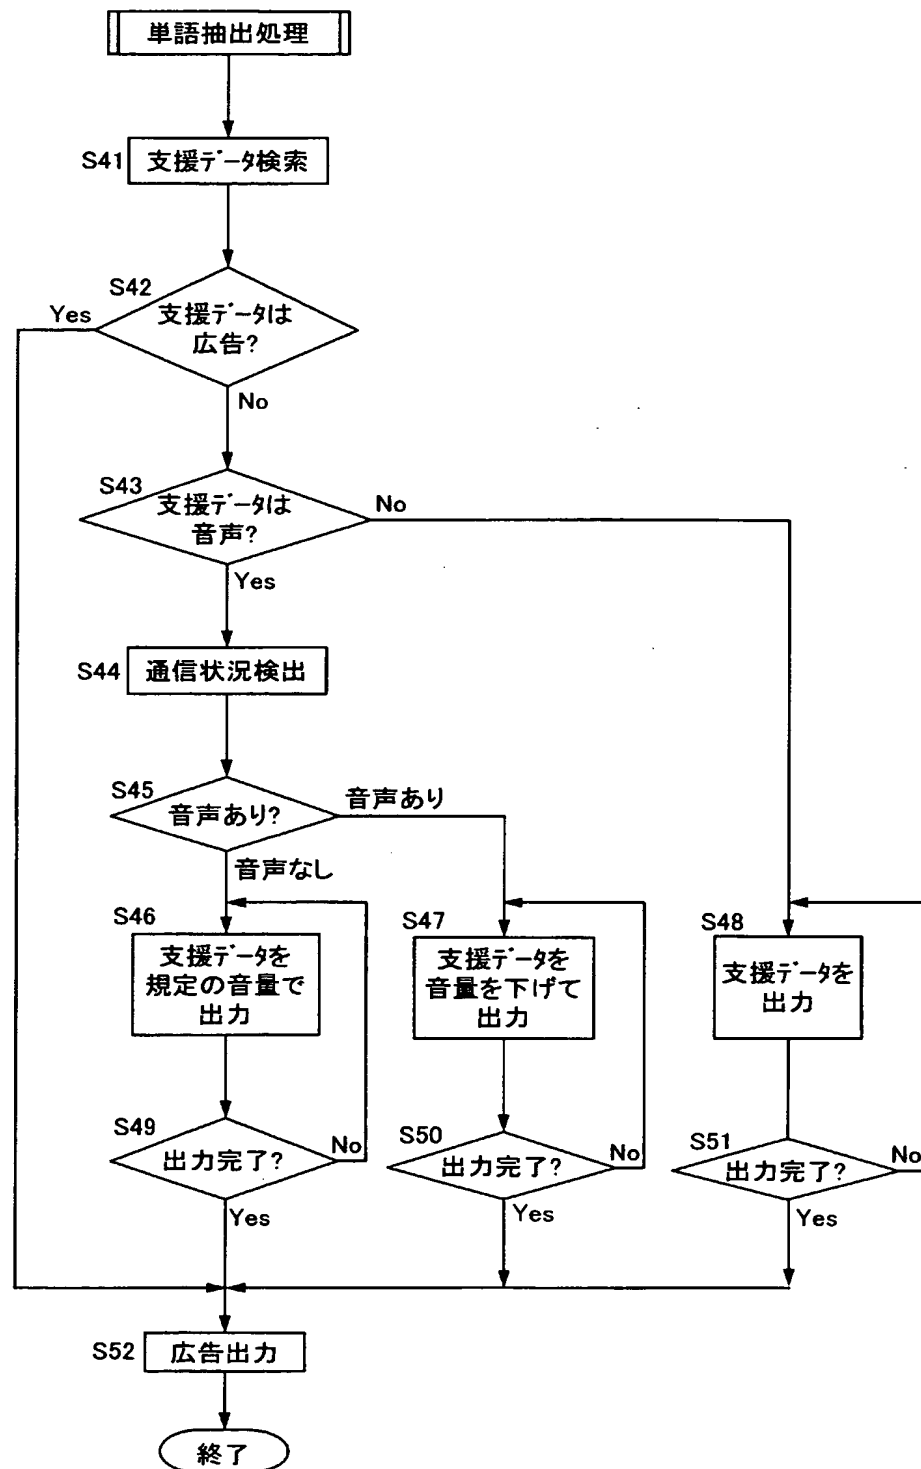 単語抽出処理
S41
支援データ検索
S42
支援データは
広告?
Yes
No
S43
支援データは
音声?
No
Yes
S44
通信状況検出
S45
音声あり?
音声あり
音声なし
S46
支援データを
規定の音量で
出力
S47
支援データを
音量を下げて
出力
S48
支援データを
出力
S49
出力完了?
No
Yes
S50
出力完了?
No
Yes
S51
出力完了?
No
Yes
S52
広告出力
終了